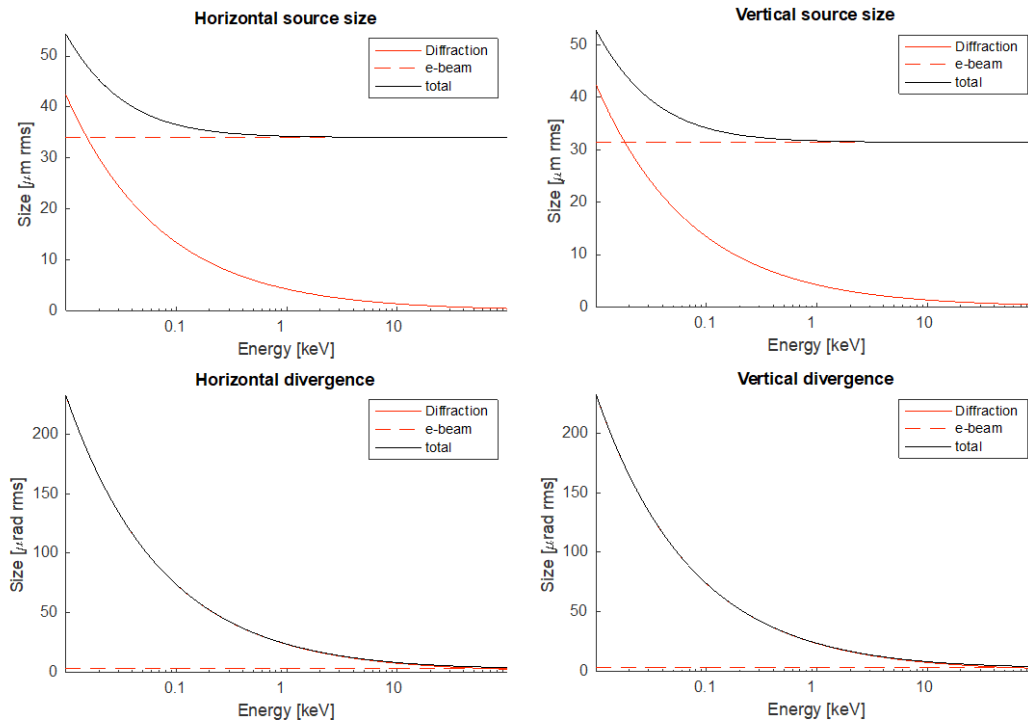 Horizontal source size
50
40
30
20
10
0
Size [μm rms]
0.1
1
10
Energy [keV]
Diffraction
e-beam
total
Vertical source size
50
40
30
20
10
0
Size [μm rms]
0.1
1
10
Energy [keV]
Diffraction
e-beam
total
Horizontal divergence
200
150
100
50
0
Size [μrad rms]
0.1
1
10
Energy [keV]
Diffraction
e-beam
total
Vertical divergence
200
150
100
50
0
Size [μrad rms]
0.1
1
10
Energy [keV]
Diffraction
e-beam
total